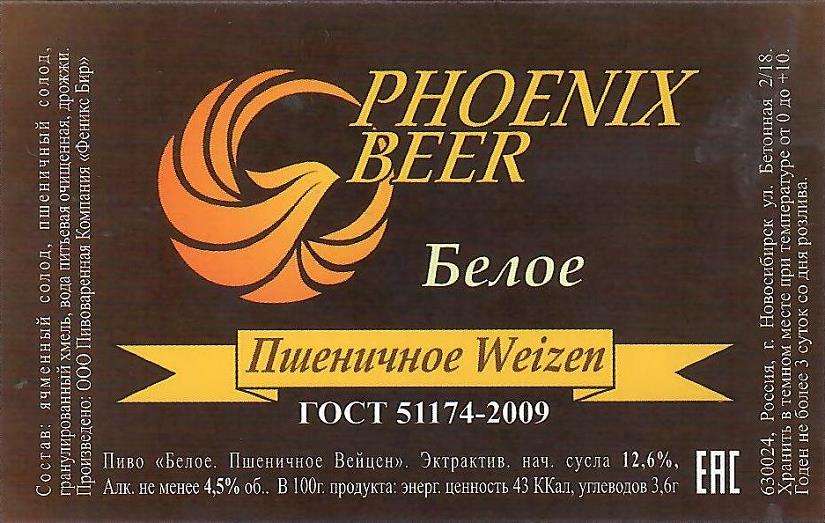 PHOENIX
BEER
Белое
Пшеничное Weizen
ГОСТ 51174-2009
Пиво «Белое. Пшеничное Вейцен». Эктрактив. нач. сусла 12,6%,
Алк. не менее 4,5% об.. В 100г. продукта: энерг. ценность 43 ККал, углеводов 3,6г
EAC
Состав: ячменный солод, пшеничный солод,
гранулированный хмель, вода питьевая очищенная, дрожжи.
Произведено: ООО Пивоваренная Компания «Феникс Бир»
630024, Россия, г. Новосибирск ул. Бетонная 2/18.
Хранить в темном месте при температуре от 0 до +10.
Годен не более 3 суток со дня розлива.